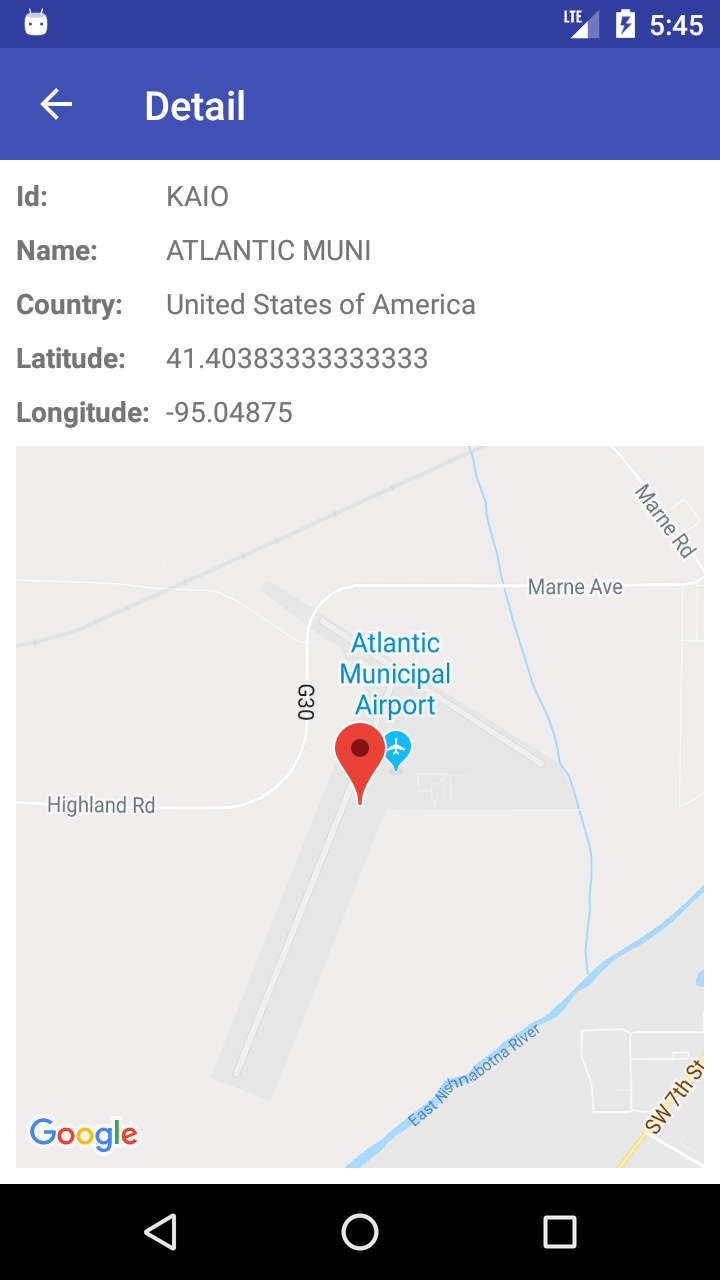 LTE 5:45
Detail
Id: KAIO
Name: ATLANTIC MUNI
Country: United States of America
Latitude: 41.40383333333333
Longitude: -95.04875
Marne Rd
Marne Ave
Atlantic
Municipal
Airport
G30
Highland Rd
East Nishnabotna River
SW 7th St
Google